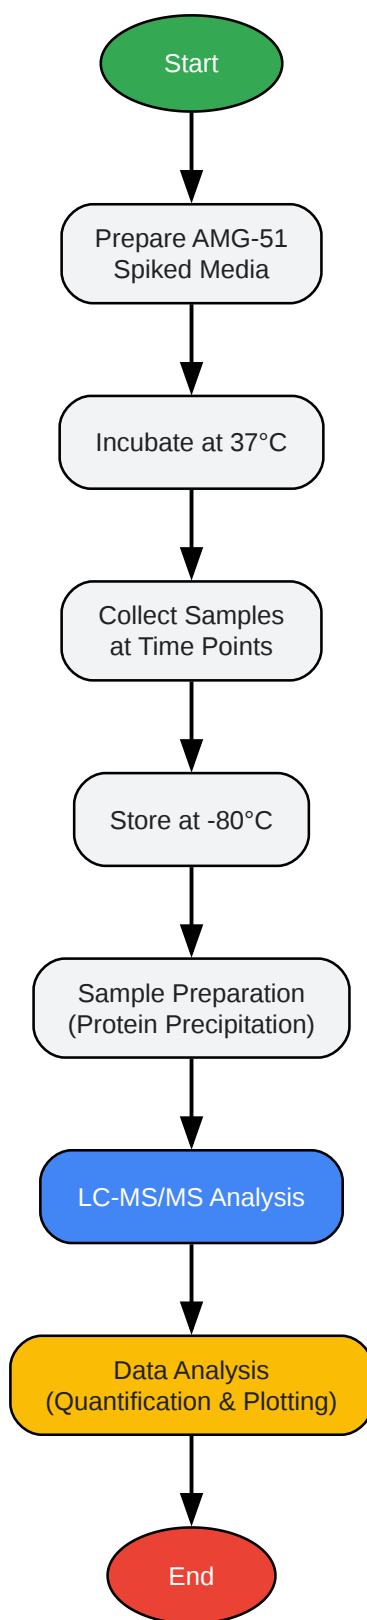 Start
Prepare AMG-51
Spiked Media
Incubate at 37°C
Collect Samples
at Time Points
Store at -80°C
Sample Preparation
(Protein Precipitation)
LC-MS/MS Analysis
Data Analysis
(Quantification & Plotting)
End